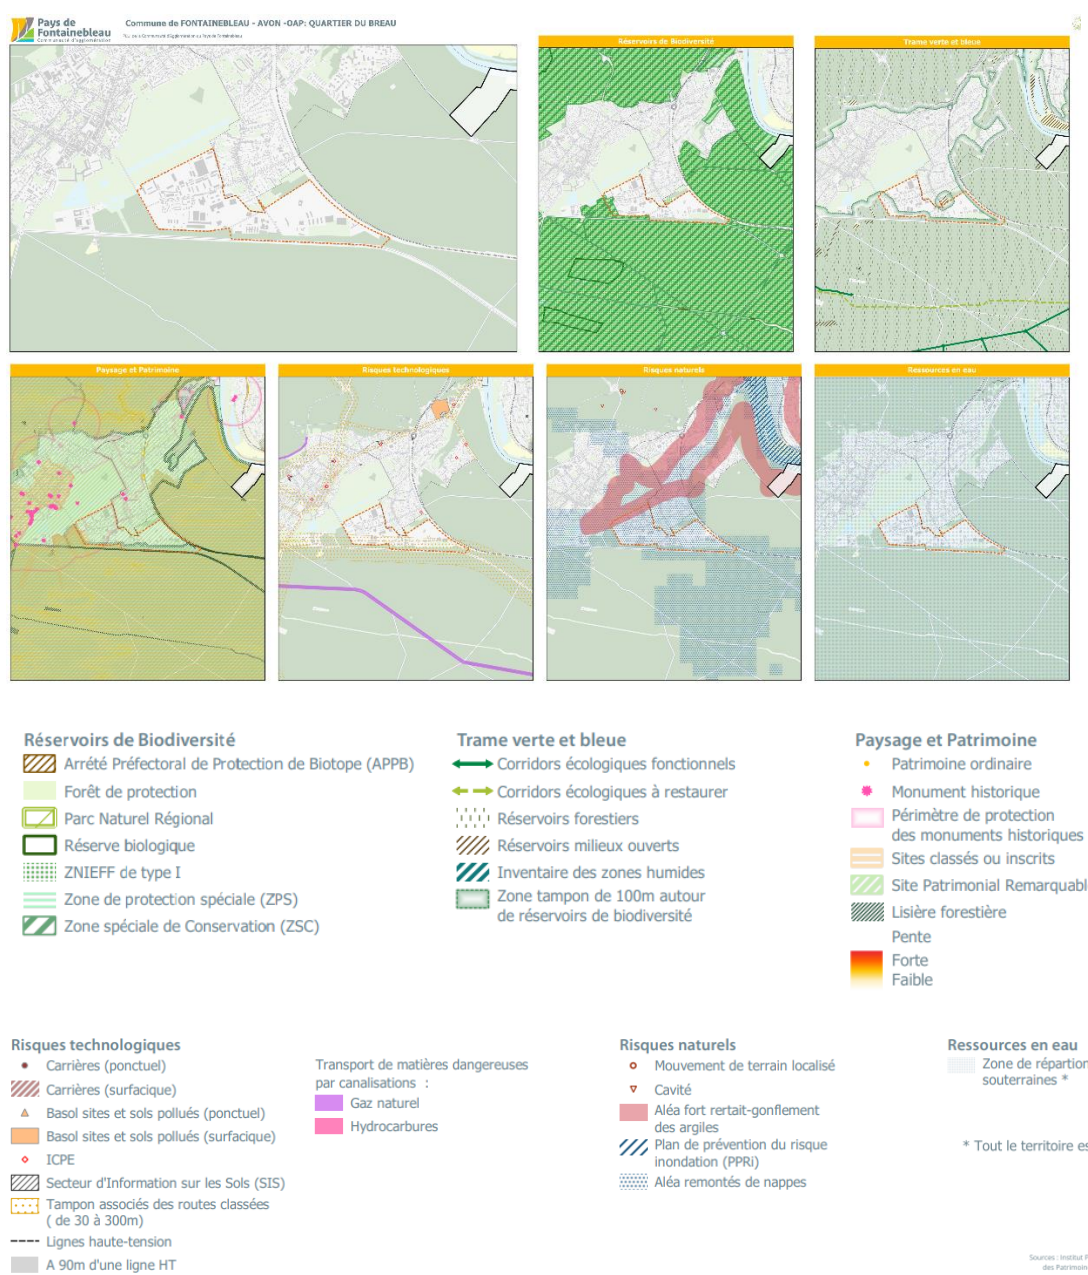 Pays de
Fontainebleau
Communauté d'agglomération
Commune de FONTAINEBLEAU - AVON -OAP: QUARTIER DU BREAU
Réservoirs de Biodiversité
Trame verte et bleue
Paysage et Patrimoine
Risques technologiques
Risques naturels
Ressources en eau
Réservoirs de Biodiversité
Arrété Préfectoral de Protection de Biotope (APPB)
Forêt de protection
Parc Naturel Régional
Réserve biologique
ZNIEFF de type I
Zone de protection spéciale (ZPS)
Zone spéciale de Conservation (ZSC)
Trame verte et bleue
Corridors écologiques fonctionnels
Corridors écologiques à restaurer
Réservoirs forestiers
Réservoirs milieux ouverts
Inventaire des zones humides
Zone tampon de 100m autour
de réservoirs de biodiversité
Paysage et Patrimoine
Patrimoine ordinaire
Monument historique
Périmètre de protection
des monuments historiques
Sites classés ou inscrits
Site Patrimonial Remarquabl
Lisière forestière
Pente
Forte
Faible
Risques technologiques
Carrières (ponctuel)
Carrières (surfacique)
Basol sites et sols pollués (ponctuel)
Basol sites et sols pollués (surfacique)
ICPE
Secteur d'Information sur les Sols (SIS)
Tampon associés des routes classées
( de 30 à 300m)
Lignes haute-tension
A 90m d'une ligne HT
Transport de matières dangereuses
par canalisations :
Gaz naturel
Hydrocarbures
Risques naturels
Mouvement de terrain localisé
Cavité
Aléa fort rertait-gonflement
des argiles
Plan de prévention du risque
inondation (PPRi)
Aléa remontés de nappes
Ressources en eau
Zone de répartion
souterraines *
* Tout le territoire es
Sources : Institut P
des Patrimoin